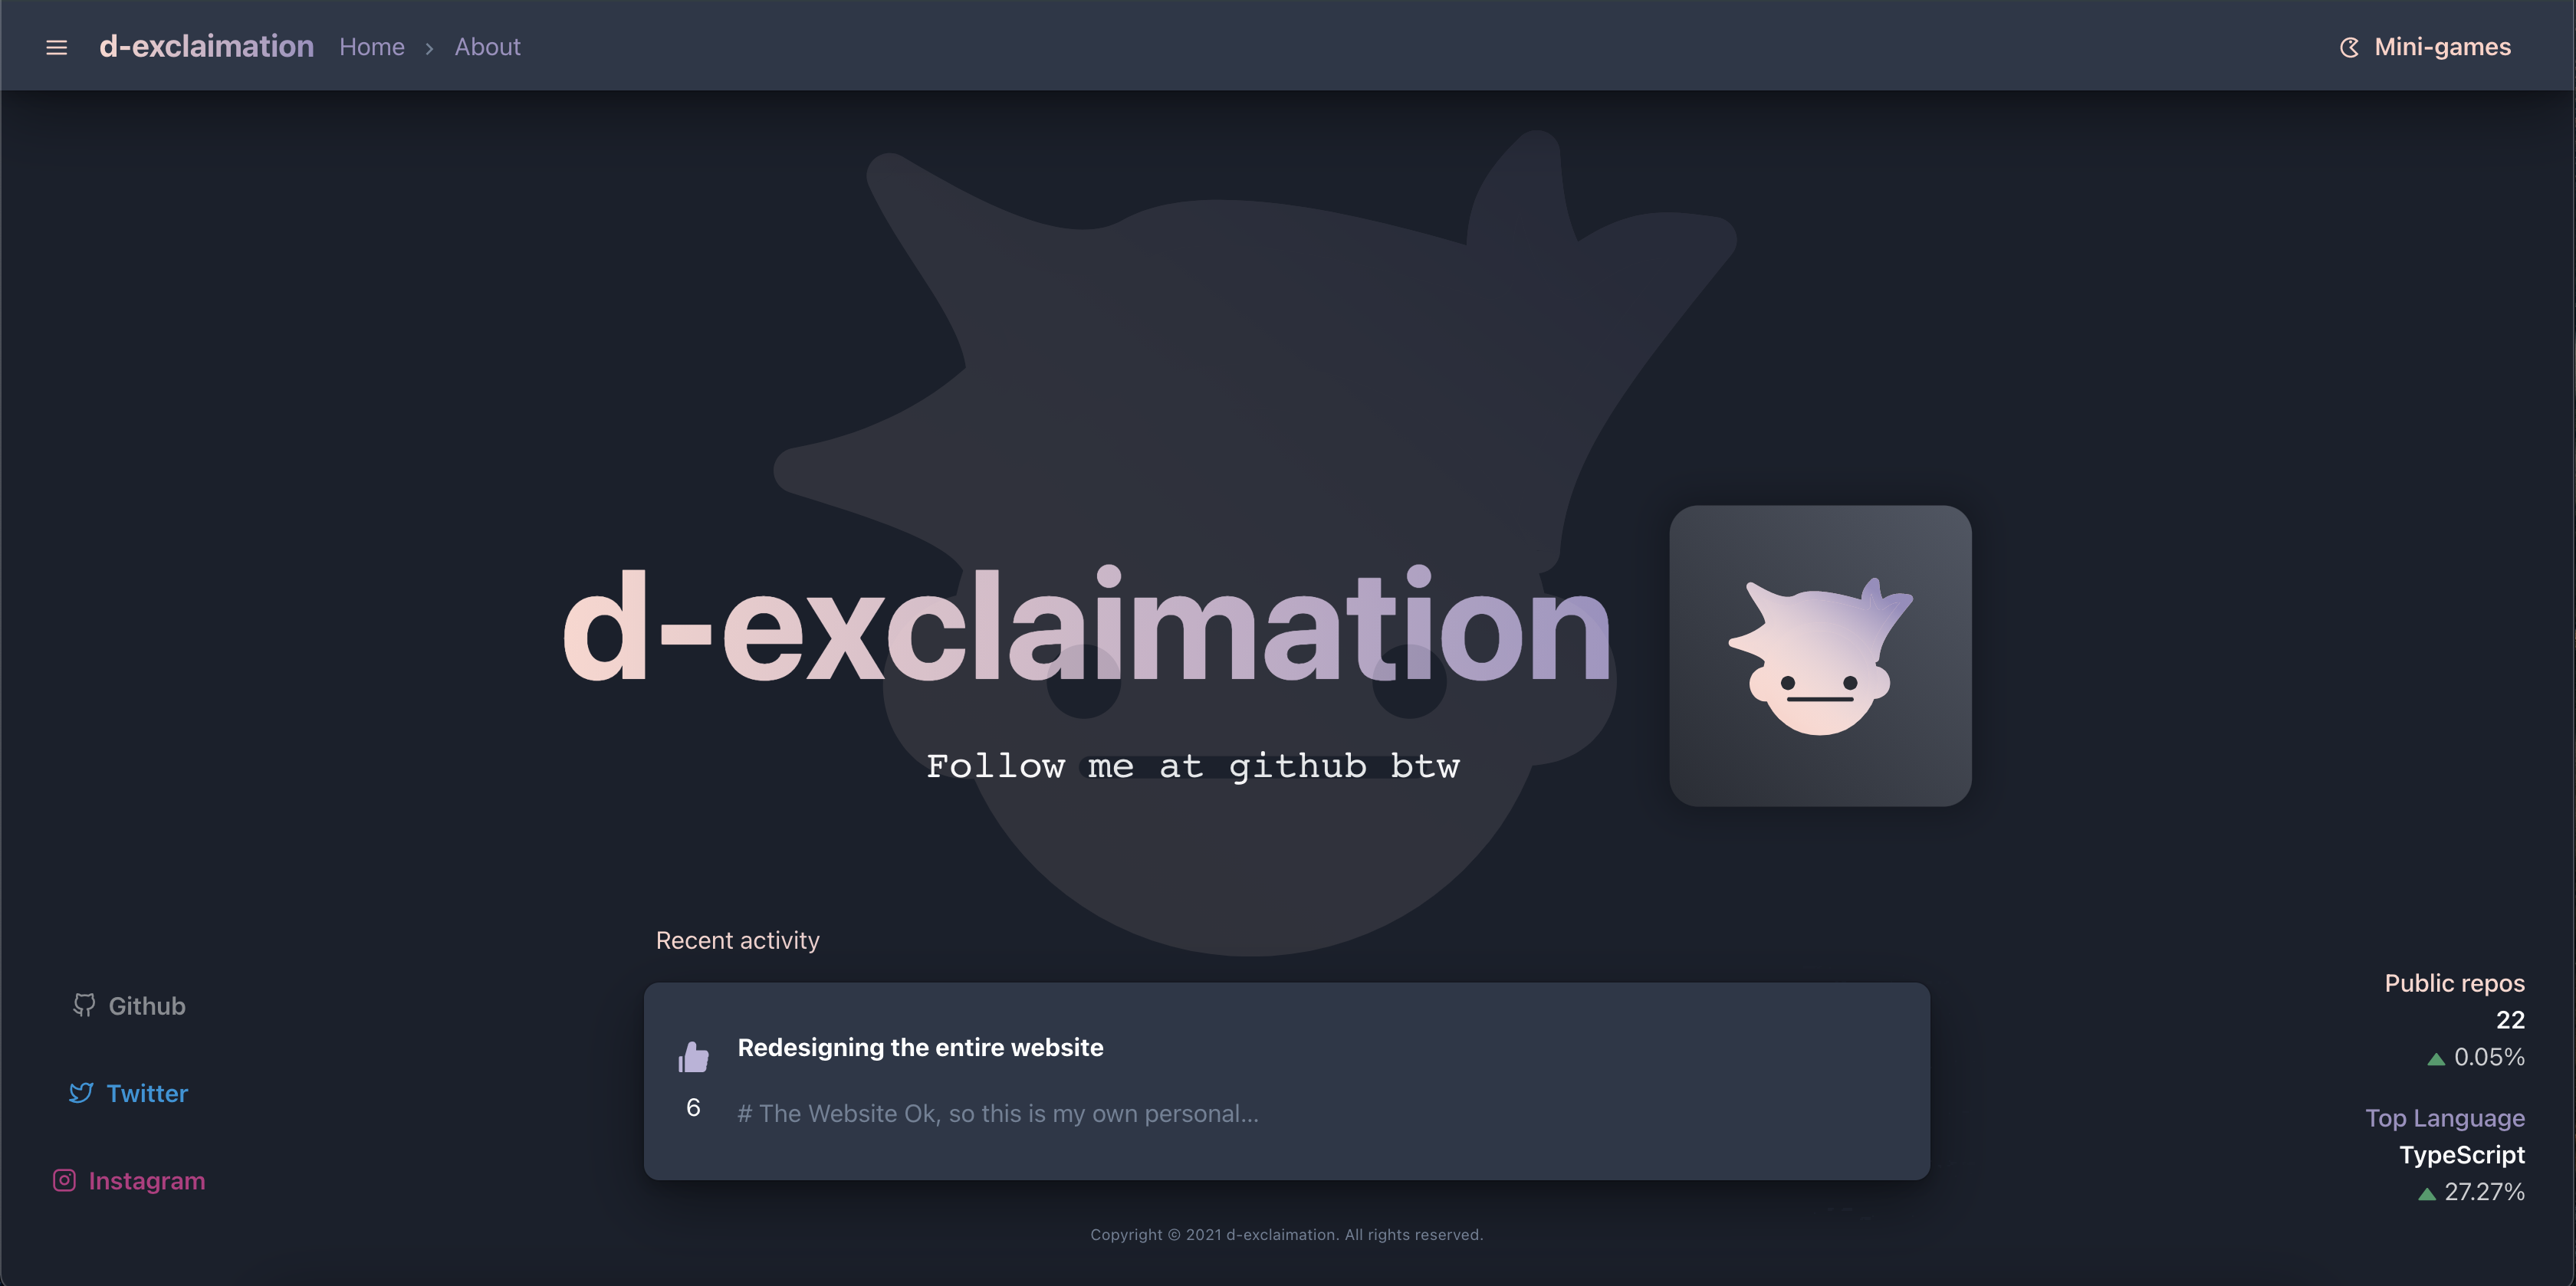 d-exclaimation Home > About Mini-games
d-exclaimation
Follow me at github btw
Recent activity
Redesigning the entire website
6
# The Website Ok, so this is my own personal...
Github
Twitter
Instagram
Public repos
22
0.05%
Top Language
TypeScript
27.27%
Copyright © 2021 d-exclaimation. All rights reserved.